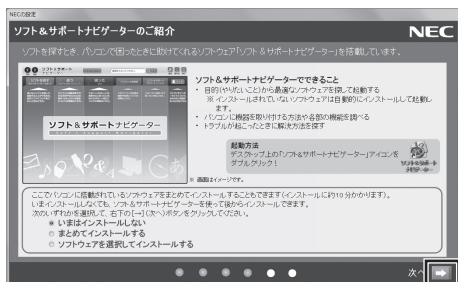 NECの設定
ソフト&サポートナビゲーターのご紹介
NEC
ソフトを探すとき、パソコンで困ったときに助けてくれるソフトウェア「ソフト&サポートナビゲーター」を搭載しています。
ソフト&サポートナビゲーター
ソフト&サポートナビゲーターでできること
・ 目的(やりたいこと)から最適なソフトを探して起動する
※ インストールされていないソフトウェアは自動的にインストールして起動します。
・ パソコンに機器を取り付ける方法や各部の機能を調べる
・ トラブルが起こったときに解決方法を探す
起動方法
デスクトップ上の「ソフト&サポートナビゲーター」アイコンをダブルクリック!
ソフト&サポート
ナビゲーター
※ 画面はイメージです。
ここでパソコンに搭載されているソフトウェアをまとめてインストールすることもできます(インストールに約10分かかります)。
いまインストールしなくても、ソフト&サポートナビゲーターを使って後からインストールできます。
次のいずれかを選択して、右下の[→](次へ)ボタンをクリックしてください。
いまはインストールしない
まとめてインストールする
ソフトウェアを選択してインストールする
次へ